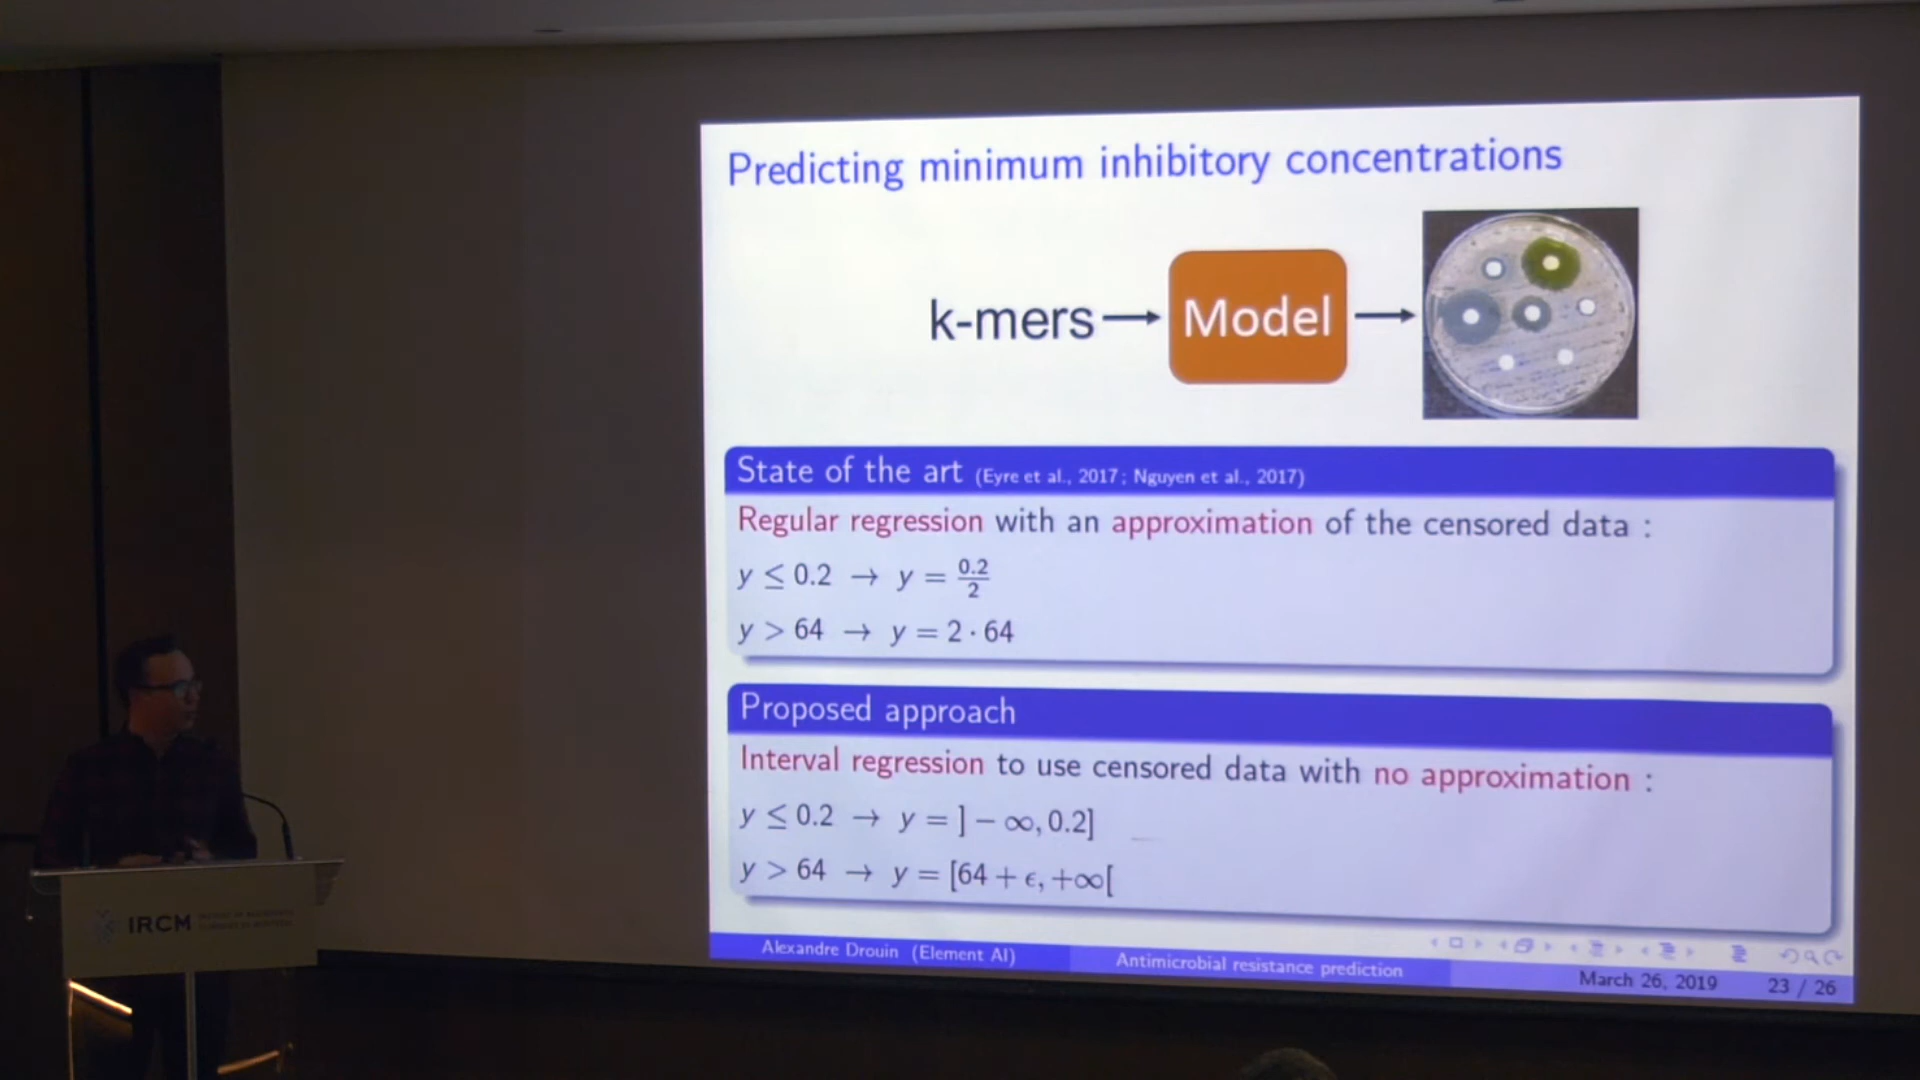 Predicting minimum inhibitory concentrations
k-mers → Model →
State of the art (Eyre et al., 2017; Nguyen et al., 2017)
Regular regression with an approximation of the censored data :
y ≤ 0.2 → y = 0.2/2
y > 64 → y = 2 · 64
Proposed approach
Interval regression to use censored data with no approximation :
y ≤ 0.2 → y = ] − ∞, 0.2]
y > 64 → y = [64 + ϵ, +∞[
Alexandre Drouin (Element AI) Antimicrobial resistance prediction March 26, 2019 23 / 26
IRCM